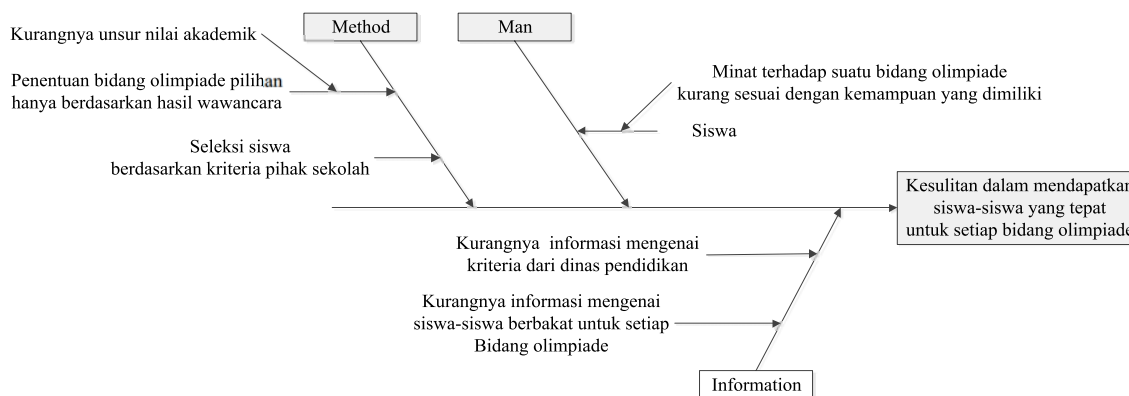 Method
Man
Kurangnya unsur nilai akademik
Penentuan bidang olimpiade pilihan
hanya berdasarkan hasil wawancara
Seleksi siswa
berdasarkan kriteria pihak sekolah
Minat terhadap suatu bidang olimpiade
kurang sesuai dengan kemampuan yang dimiliki
Siswa
Kesulitan dalam mendapatkan
siswa-siswa yang tepat
untuk setiap bidang olimpiade
Kurangnya informasi mengenai
kriteria dari dinas pendidikan
Kurangnya informasi mengenai
siswa-siswa berbakat untuk setiap
Bidang olimpiade
Information